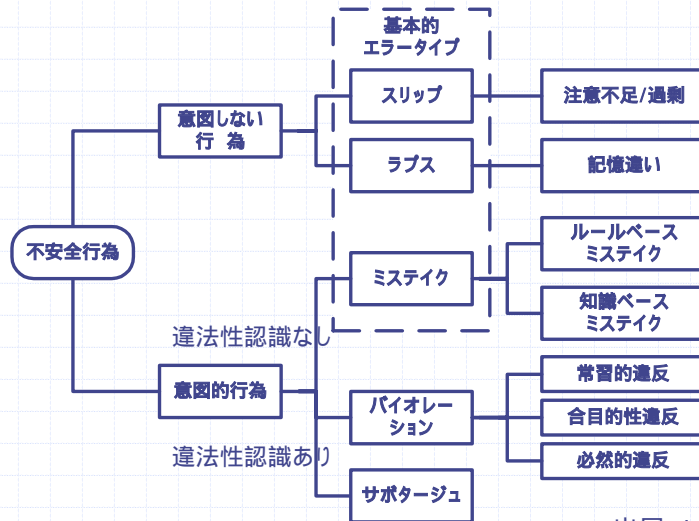 基本的
エラータイプ
スリップ
注意不足/過剰
意図しない
行 為
ラプス
記憶違い
不安全行為
ルールベース
ミステイク
ミステイク
知識ベース
ミステイク
違法性認識なし
意図的行為
常習的違反
バイオレー
ション
合目的性違反
違法性認識あり
必然的違反
サボタージュ